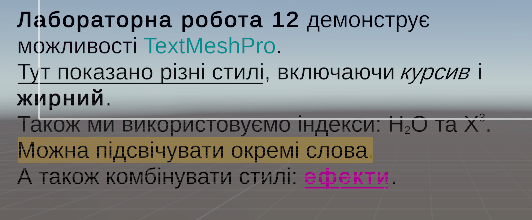 Лабораторна робота 12 демонструє
можливості TextMeshPro.
Тут показано різні стилі, включаючи курсив і
жирний.
Також ми використовуємо індекси: H₂O та X².
Можна підсвічувати окремі слова.
А також комбінувати стилі: ефекти.